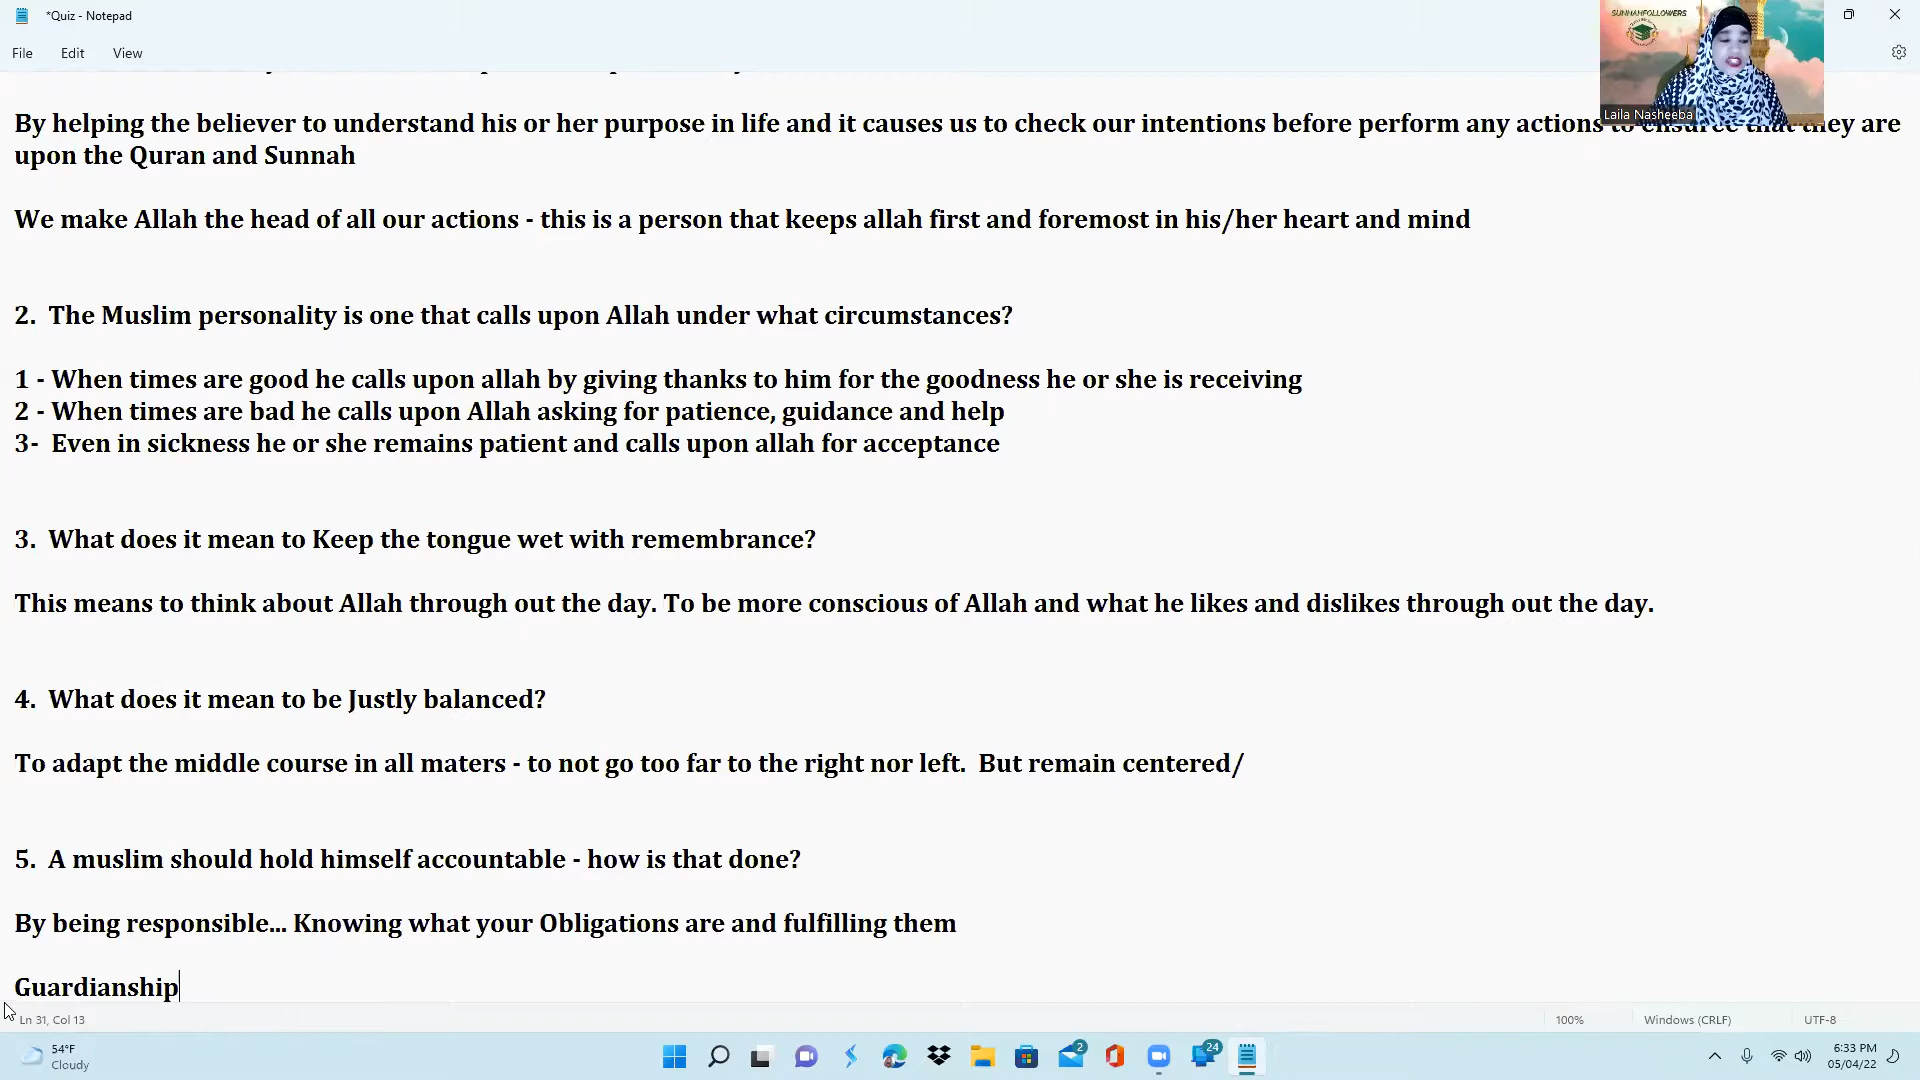 *Quiz - Notepad
File Edit View
SUNNAHFOLLOWERS
Laila Nasheeba
By helping the believer to understand his or her purpose in life and it causes us to check our intentions before perform any actions to ensuree that they are
upon the Quran and Sunnah
We make Allah the head of all our actions - this is a person that keeps allah first and foremost in his/her heart and mind
2. The Muslim personality is one that calls upon Allah under what circumstances?
1 - When times are good he calls upon allah by giving thanks to him for the goodness he or she is receiving
2 - When times are bad he calls upon Allah asking for patience, guidance and help
3- Even in sickness he or she remains patient and calls upon allah for acceptance
3. What does it mean to Keep the tongue wet with remembrance?
This means to think about Allah through out the day. To be more conscious of Allah and what he likes and dislikes through out the day.
4. What does it mean to be Justly balanced?
To adapt the middle course in all maters - to not go too far to the right nor left. But remain centered/
5. A muslim should hold himself accountable - how is that done?
By being responsible... Knowing what your Obligations are and fulfilling them
Guardianship
Ln 31, Col 13 100% Windows (CRLF) UTF-8
54°F
Cloudy
2
24
6:33 PM
05/04/22